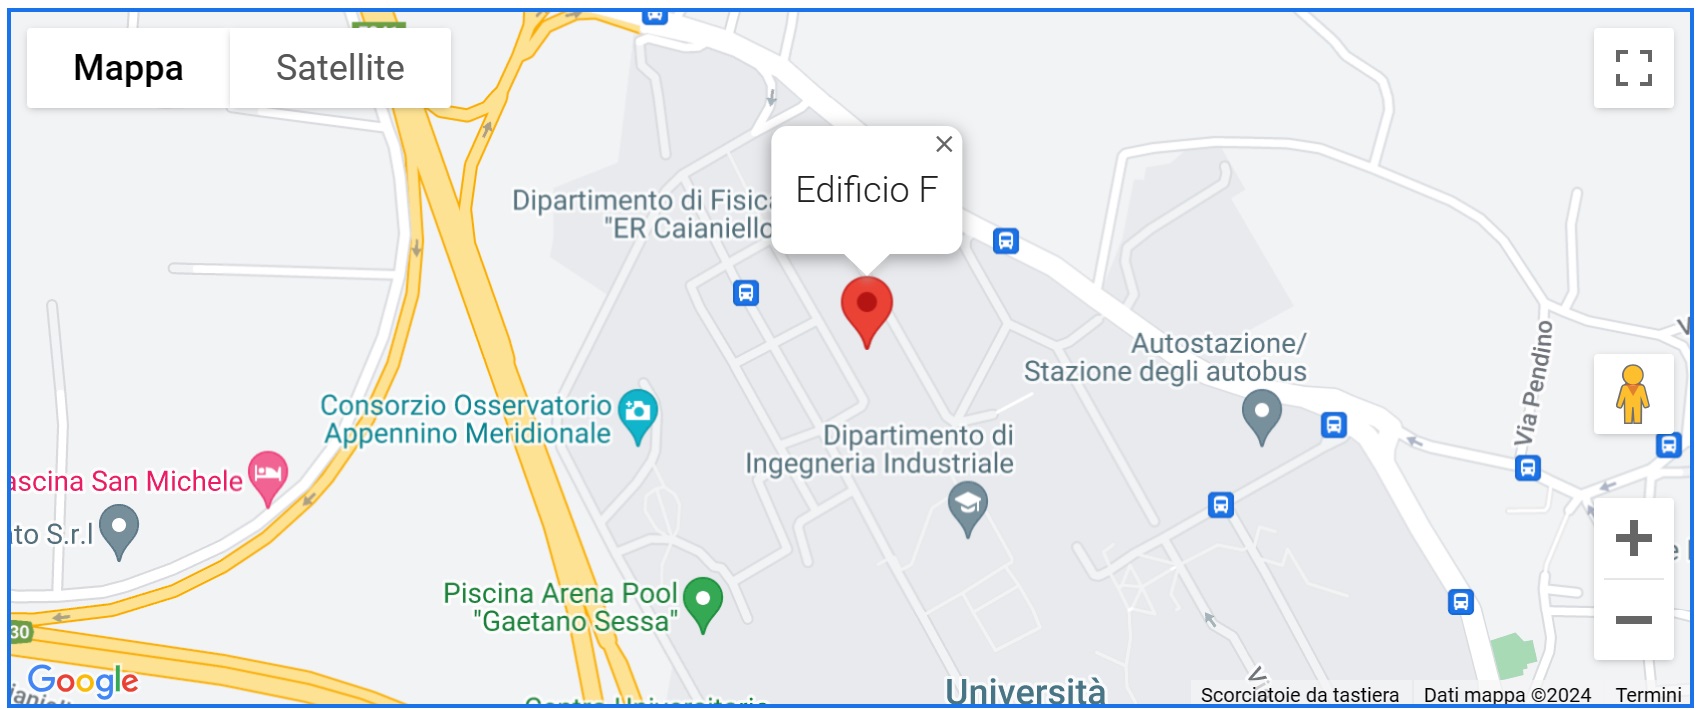 Mappa
Satellite
Edificio F
Dipartimento di Fisica
"ER Caianiello
Autostazione/
Stazione degli autobus
Via Pendino
Consorzio Osservatorio
Appennino Meridionale
Dipartimento di
Ingegneria Industriale
ascina San Michele
ato S.r.l
Piscina Arena Pool
"Gaetano Sessa"
30
Google
Università
Scorciatoie da tastiera
Dati mappa ©2024
Termini